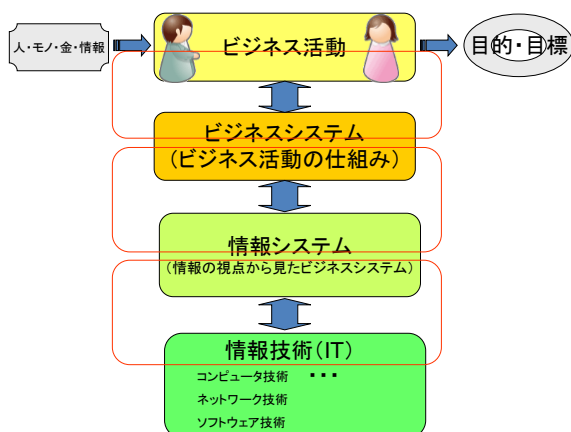 人・モノ・金・情報
ビジネス活動
目的・目標
ビジネスシステム
(ビジネス活動の仕組み)
情報システム
(情報の視点から見たビジネスシステム)
情報技術(IT)
コンピュータ技術 ・・・
ネットワーク技術
ソフトウェア技術